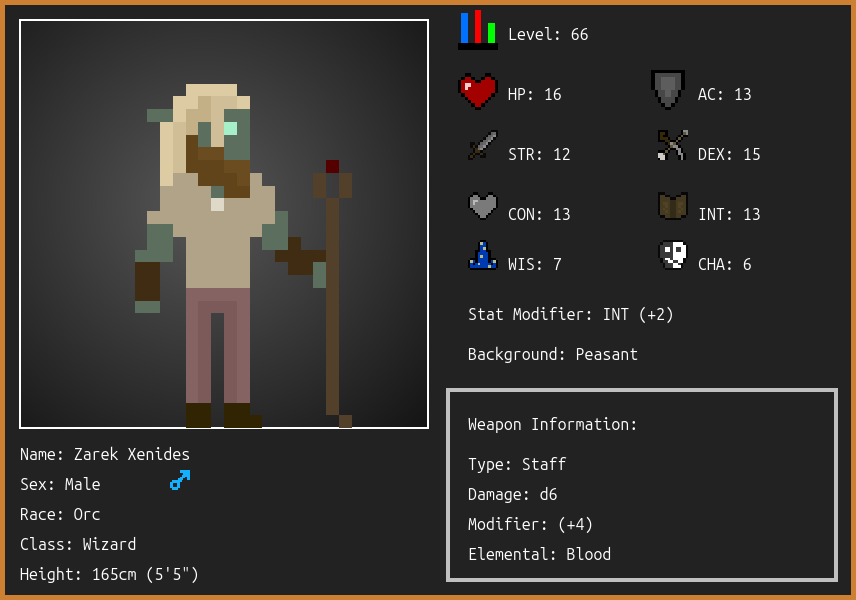 Level: 66
HP: 16
AC: 13
STR: 12
DEX: 15
CON: 13
INT: 13
WIS: 7
CHA: 6
Stat Modifier: INT (+2)
Background: Peasant
Weapon Information:
Type: Staff
Damage: d6
Modifier: (+4)
Elemental: Blood
Name: Zarek Xenides
Sex: Male
Race: Orc
Class: Wizard
Height: 165cm (5'5")